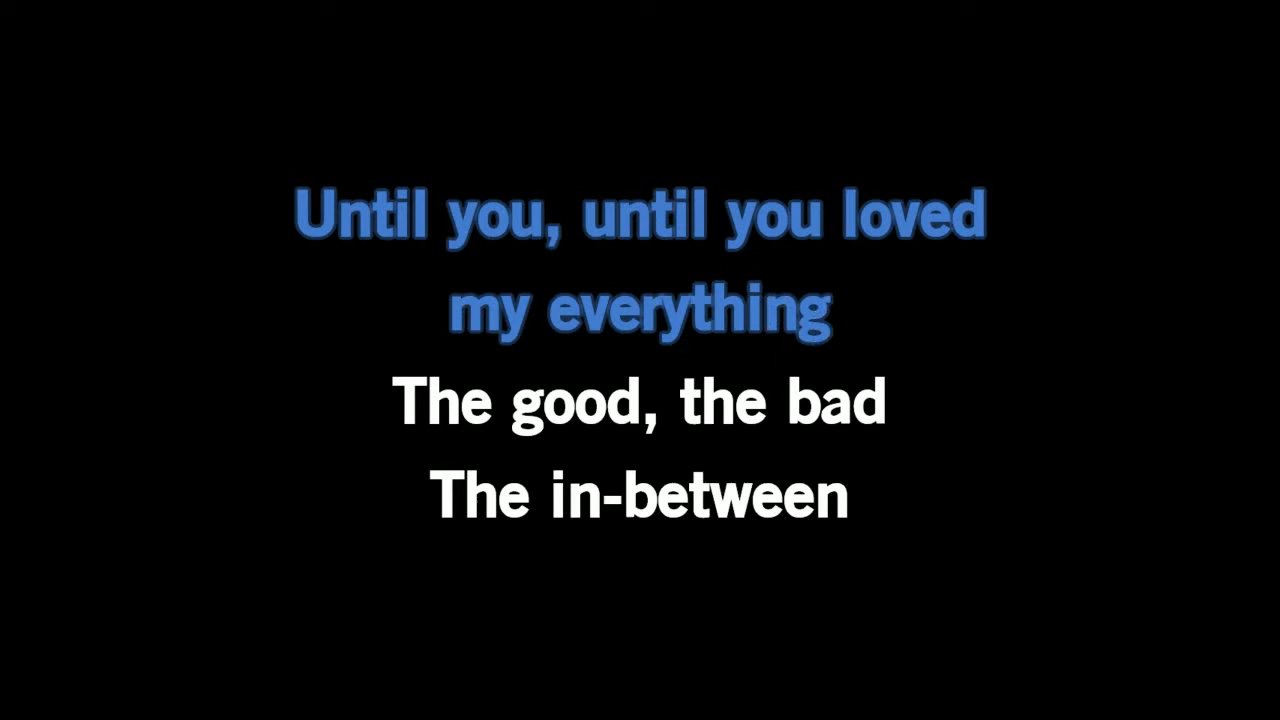 Until you, until you loved
my everything
The good, the bad
The in-between